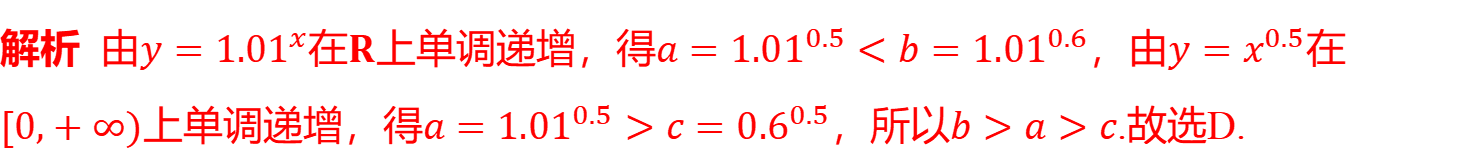 解析 由y = 1.01^x在R上单调递增，得a = 1.01^0.5 < b = 1.01^0.6，由y = x^0.5在
[0, + ∞)上单调递增，得a = 1.01^0.5 > c = 0.6^0.5，所以b > a > c.故选D.